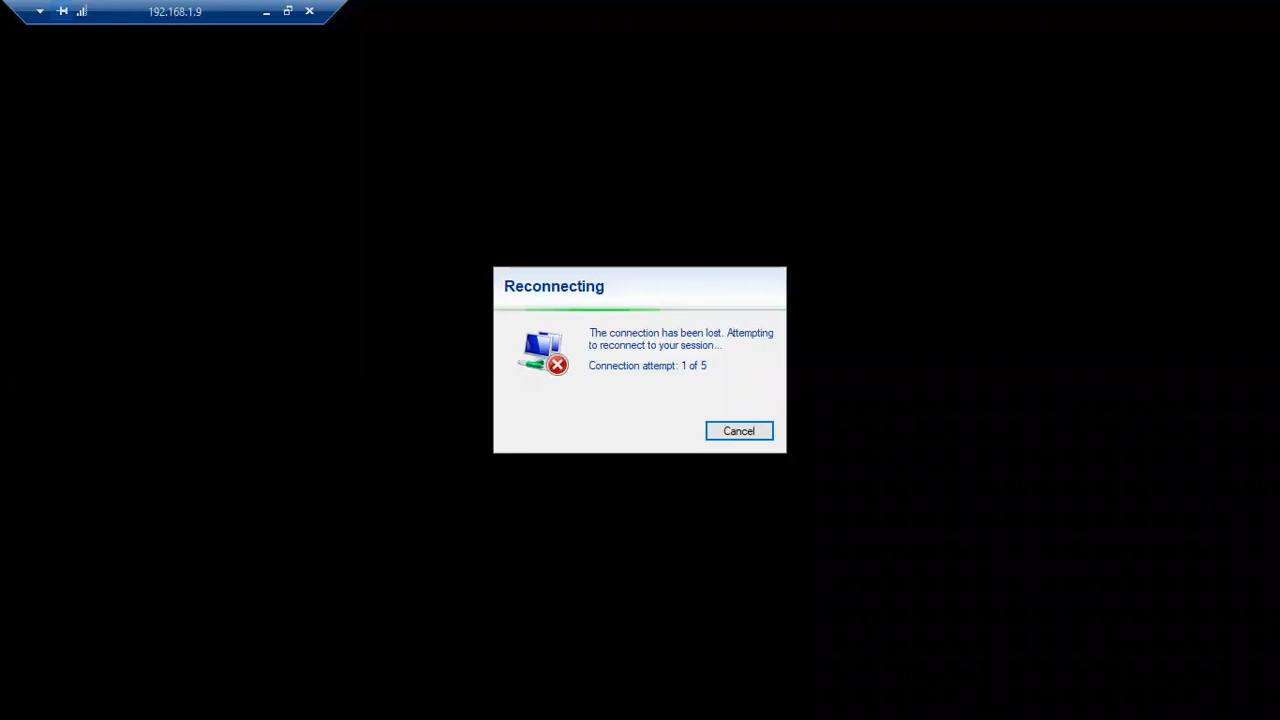 192.168.1.9
Reconnecting
The connection has been lost. Attempting
to reconnect to your session...
Connection attempt: 1 of 5
Cancel